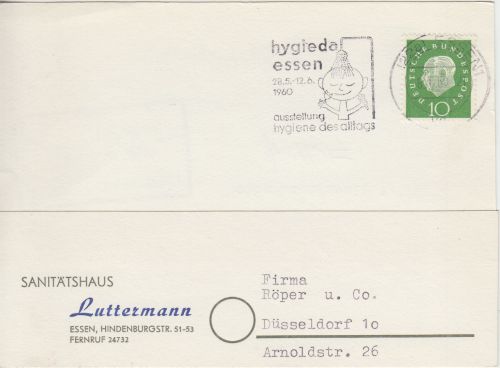 hygieda
essen
28.5.-12.6.
1960
ausstellung
hygiene des alltags
DEUTSCHE BUNDESPOST
10
SANITÄTSHAUS
Luttermann
ESSEN, HINDENBURGSTR. 51-53
FERNRUF 24732
Firma
Röper u. Co.
Düsseldorf 10
Arnoldstr. 26